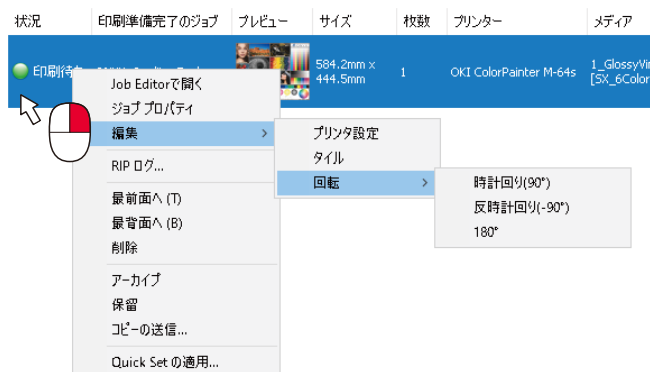 状況 印刷準備完了のジョブ プレビュー サイズ 枚数 プリンター メディア
印刷待 584.2mm x 444.5mm 1 OKI ColorPainter M-64s 1_GlossyVi [SX_6Color
Job Editorで開く
ジョブ プロパティ
編集 >
プリンタ設定
タイル
回転 >
時計回り(90°)
反時計回り(-90°)
180°
RIP ログ...
最前面へ (T)
最背面へ (B)
削除
アーカイブ
保留
コピーの送信...
Quick Set の適用...